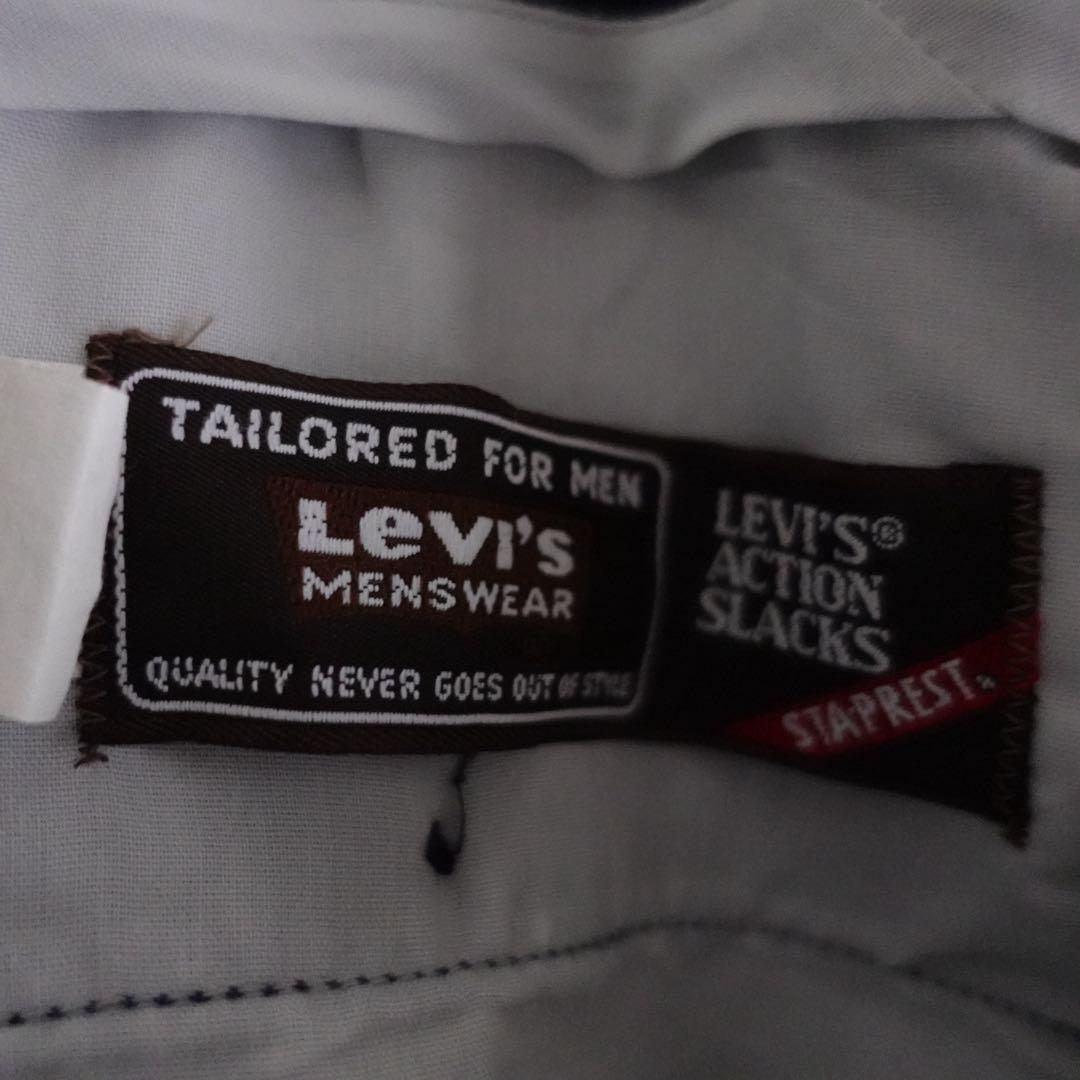 TAILORED FOR MEN
Levi's
MENSWEAR
QUALITY NEVER GOES OUT OF STYLE
LEVI'S®
ACTION
SLACKS
STA-PREST®